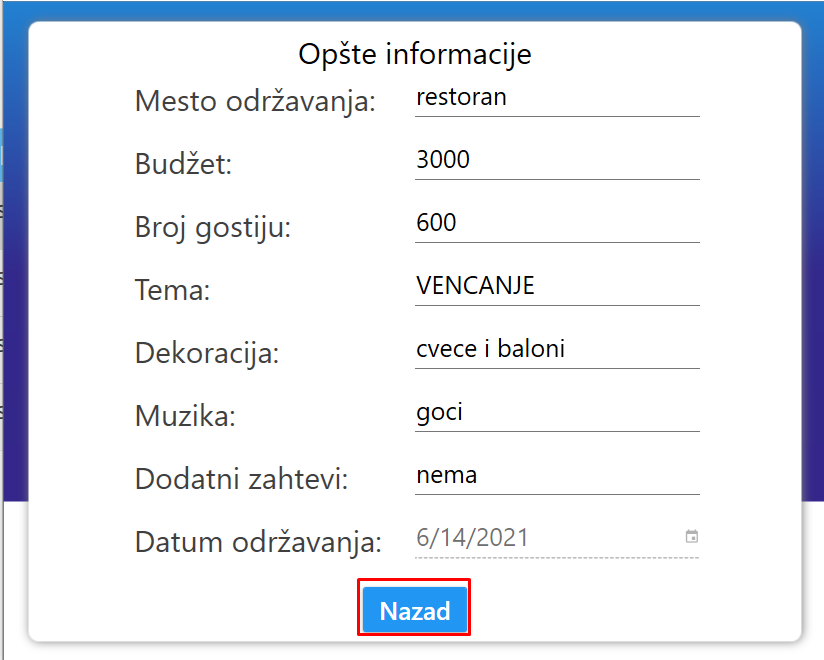 Opšte informacije
Mesto održavanja: restoran
Budžet: 3000
Broj gostiju: 600
Tema: VENCANJE
Dekoracija: cvece i baloni
Muzika: goci
Dodatni zahtevi: nema
Datum održavanja: 6/14/2021
Nazad